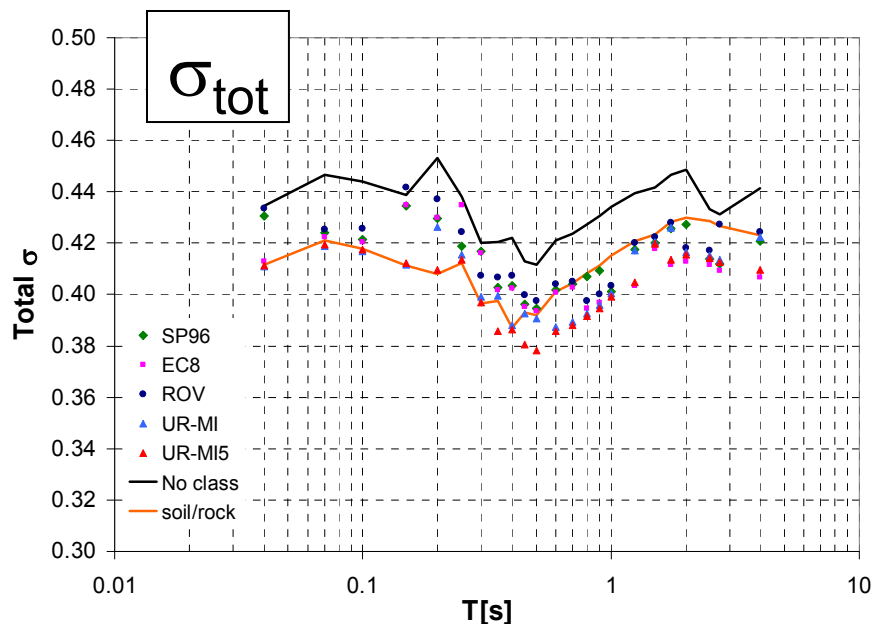 σtot
0.50
0.48
0.46
0.44
0.42
0.40
0.38
0.36
0.34
0.32
0.30
Total σ
SP96
EC8
ROV
UR-MI
UR-MI5
No class
soil/rock
0.01
0.1
1
10
T[s]